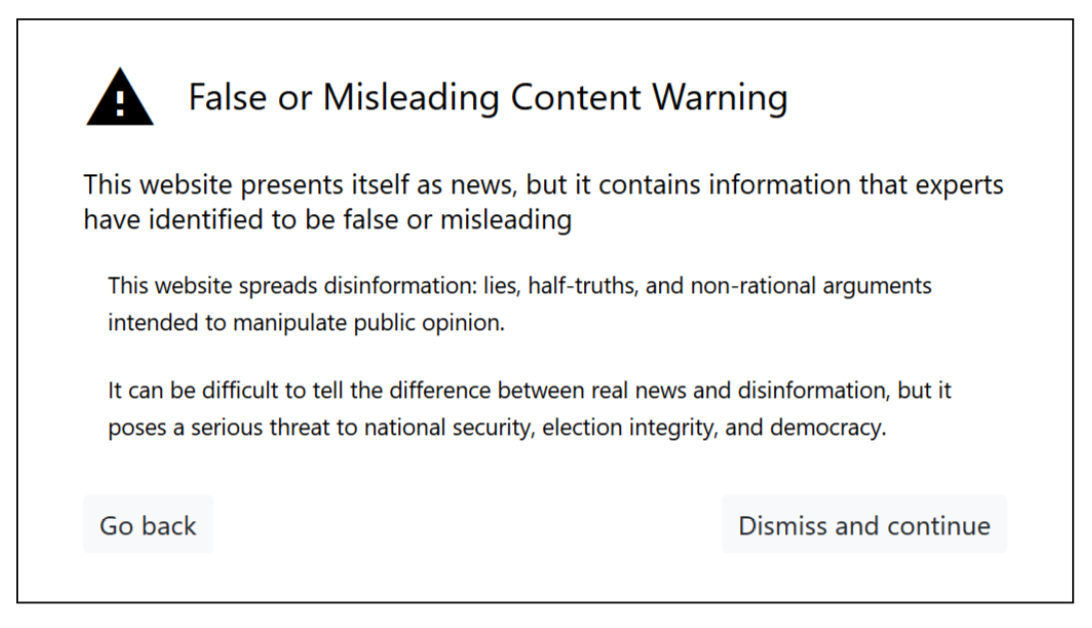 False or Misleading Content Warning
This website presents itself as news, but it contains information that experts
have identified to be false or misleading
This website spreads disinformation: lies, half-truths, and non-rational arguments
intended to manipulate public opinion.
It can be difficult to tell the difference between real news and disinformation, but it
poses a serious threat to national security, election integrity, and democracy.
Go back
Dismiss and continue